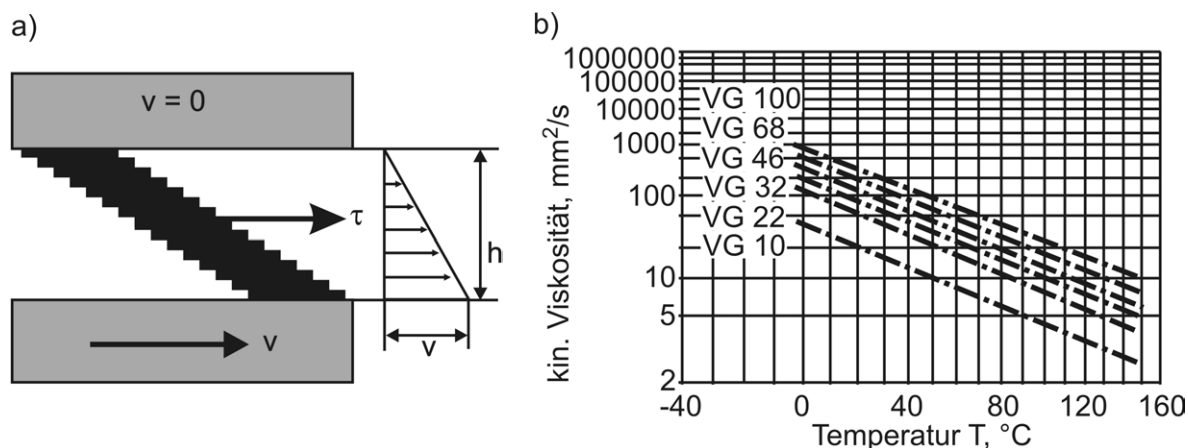 a)
v = 0
τ
h
v
v
b)
kin. Viskosität, mm²/s
1000000
100000
10000
1000
100
10
5
2
VG 100
VG 68
VG 46
VG 32
VG 22
VG 10
-40 0 40 80 120 160
Temperatur T, °C